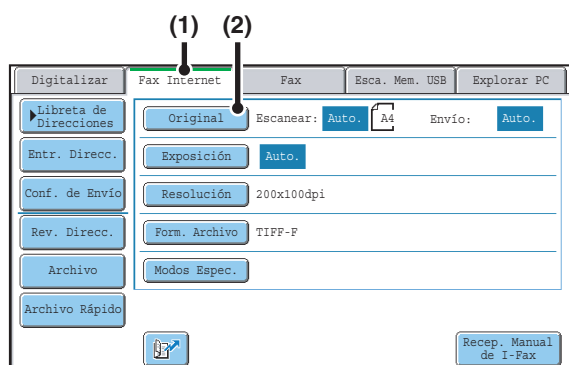 (1) (2)
Digitalizar Fax Internet Fax Esca. Mem. USB Explorar PC
Libreta de
Direcciones
Original Escanear: Auto. A4 Envío: Auto.
Entr. Direcc. Exposición Auto.
Conf. de Envío Resolución 200x100dpi
Rev. Direcc. Form. Archivo TIFF-F
Archivo Modos Espec.
Archivo Rápido
Recep. Manual
de I-Fax